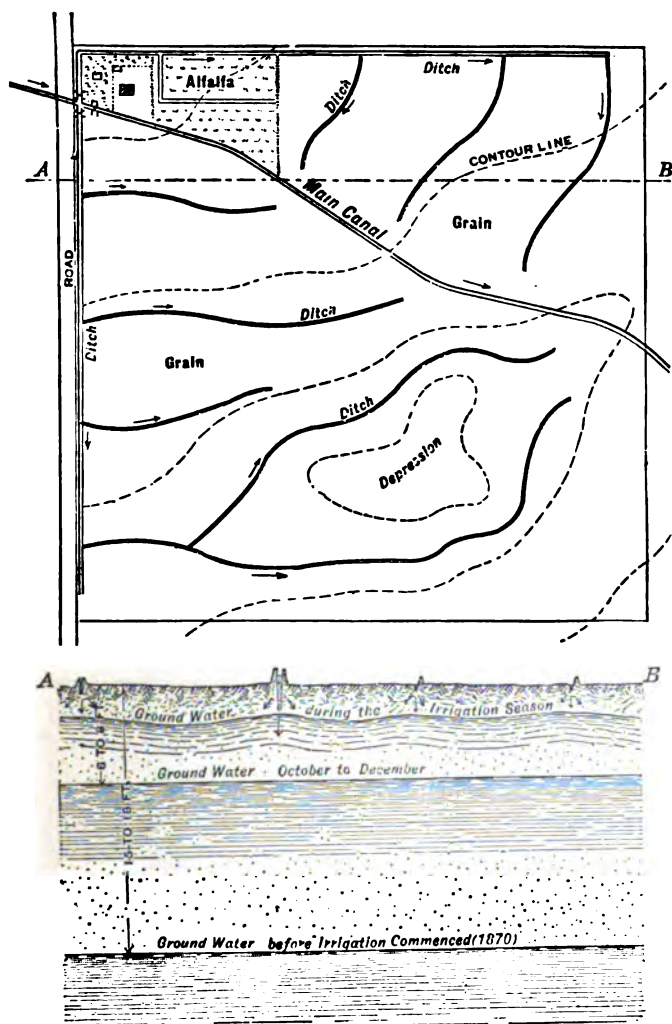 Alfalfa
Ditch
Ditch
CONTOUR LINE
A
B
Main Canal
Grain
ROAD
Ditch
Ditch
Grain
Ditch
Depression
A
B
Ground Water during the Irrigation Season
Ground Water - October to December
Ground Water before Irrigation Commenced (1870)